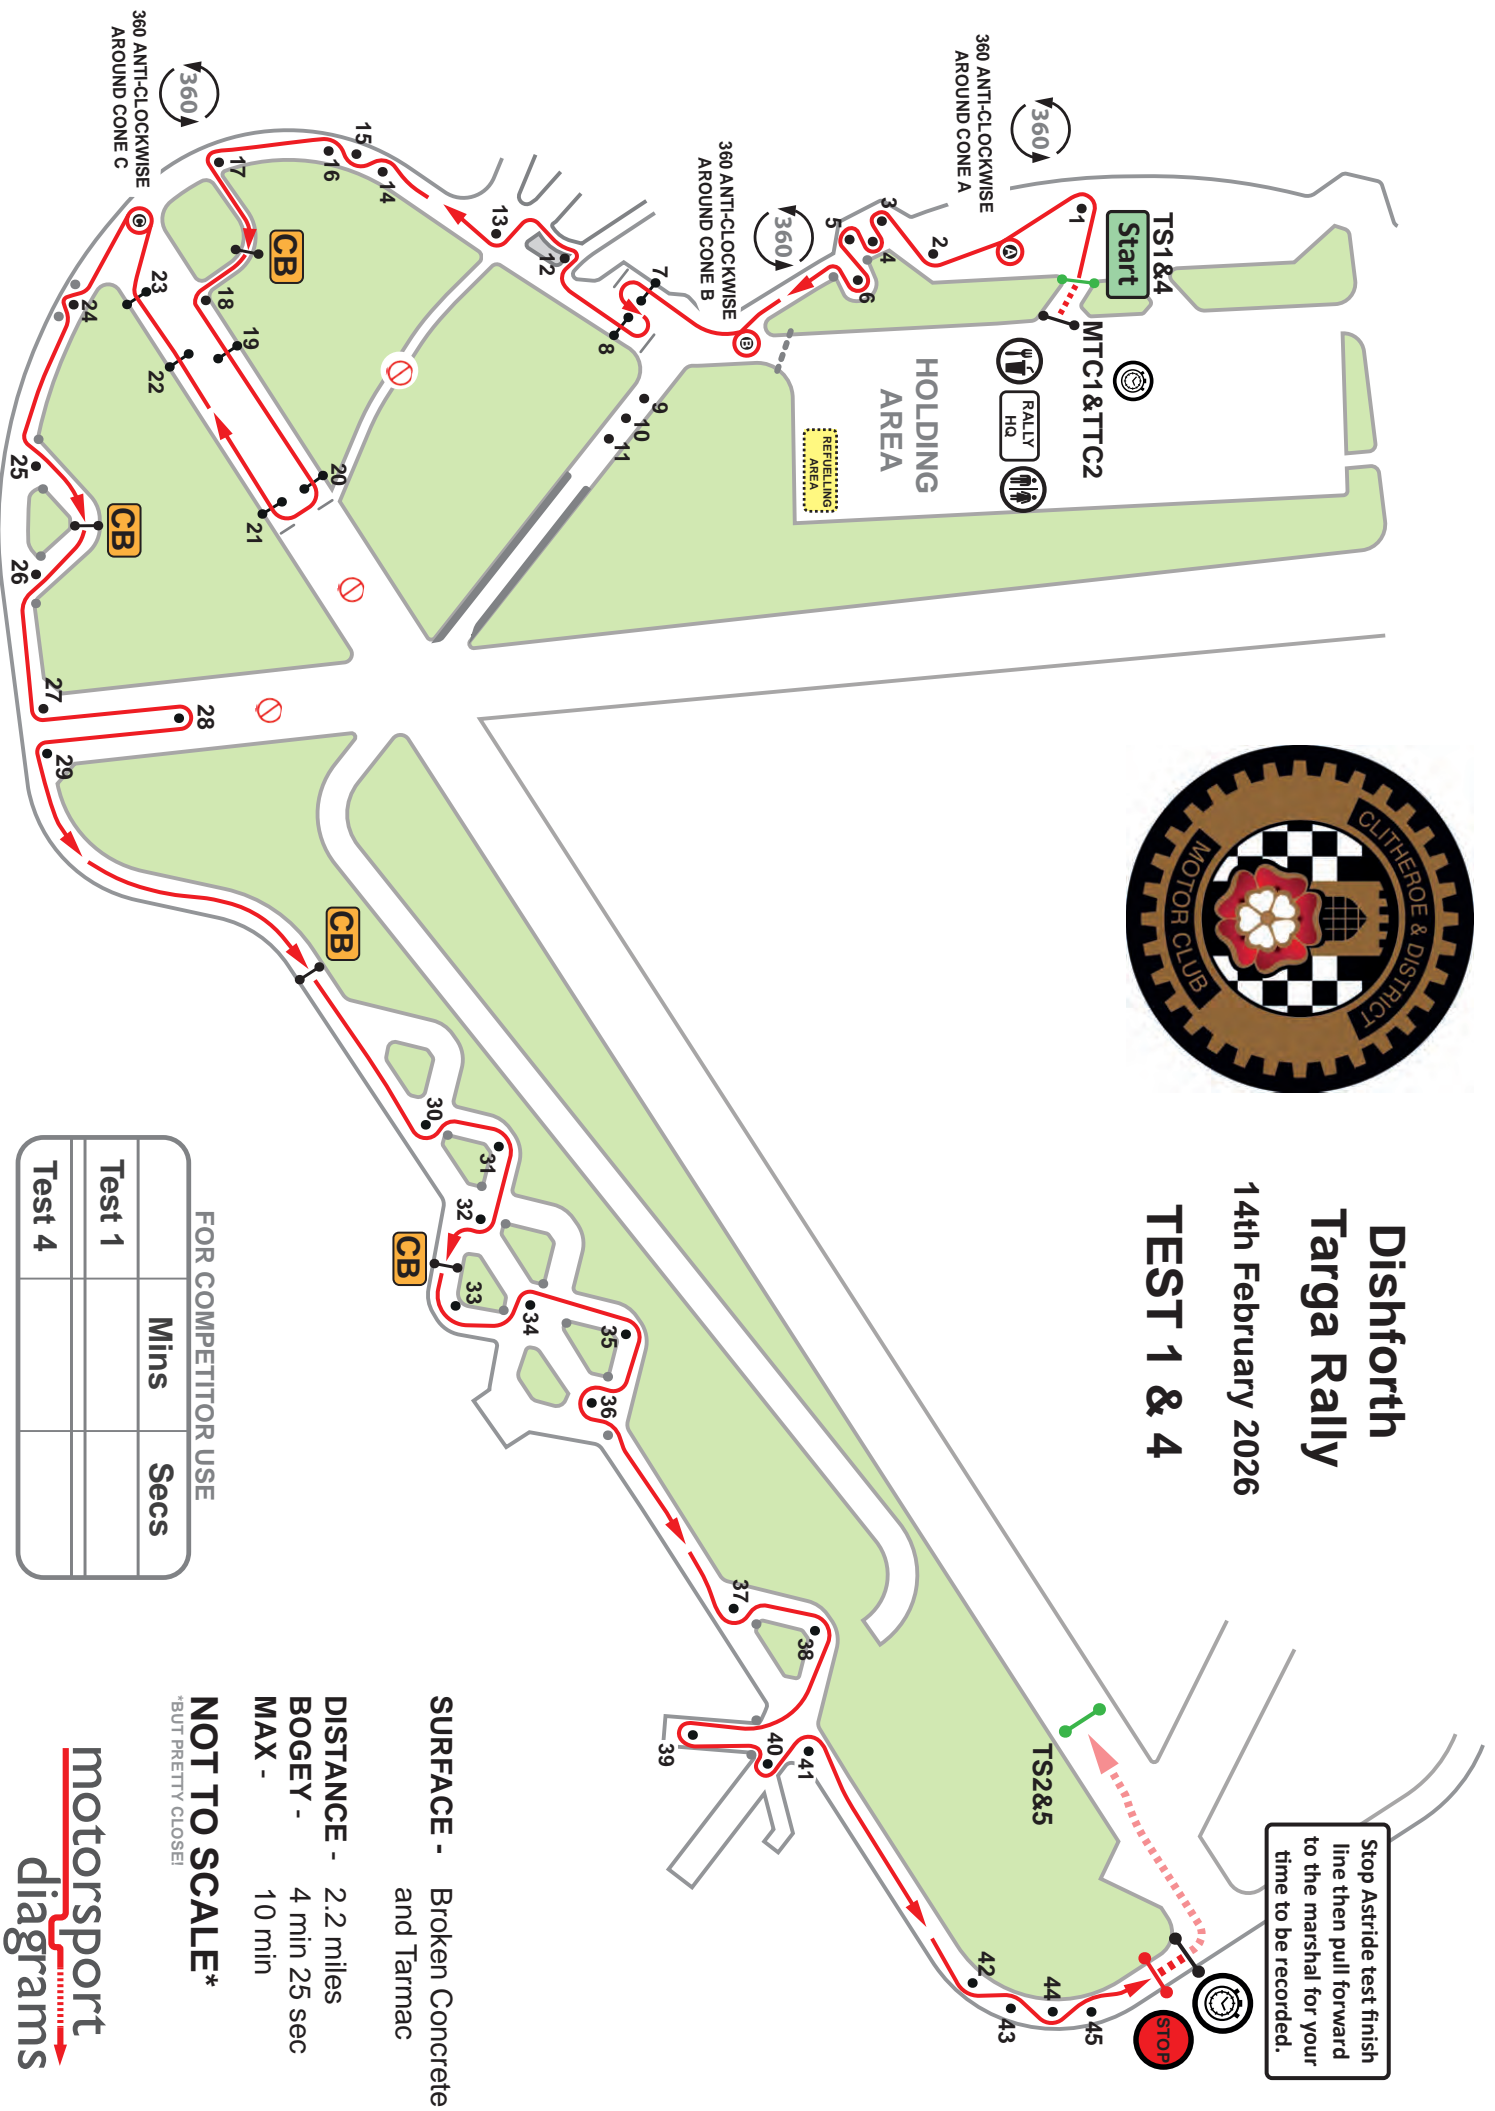 Dishforth
Targa Rally
14th February 2026
TEST 1 & 4
CLITHEROE & DISTRICT
MOTOR CLUB
Stop Astride test finish
line then pull forward
to the marshal for your
time to be recorded.
TS1&4
Start
MTC1&TTC2
RALLY
HQ
HOLDING
AREA
REFUELLING
AREA
360
360 ANTI-CLOCKWISE
AROUND CONE A
360
360 ANTI-CLOCKWISE
AROUND CONE B
360
360 ANTI-CLOCKWISE
AROUND CONE C
A
B
C
1
2
3
4
5
6
7
8
9
10
11
12
13
14
15
16
17
CB
18
19
20
21
22
23
24
25
CB
26
27
28
29
CB
30
31
32
CB
33
34
35
36
37
38
39
40
41
42
43
44
45
STOP
TS2&5
FOR COMPETITOR USE
Mins Secs
Test 1
Test 4
SURFACE - Broken Concrete
and Tarmac
DISTANCE - 2.2 miles
BOGEY - 4 min 25 sec
MAX - 10 min
NOT TO SCALE*
*BUT PRETTY CLOSE!
motorsport
diagrams